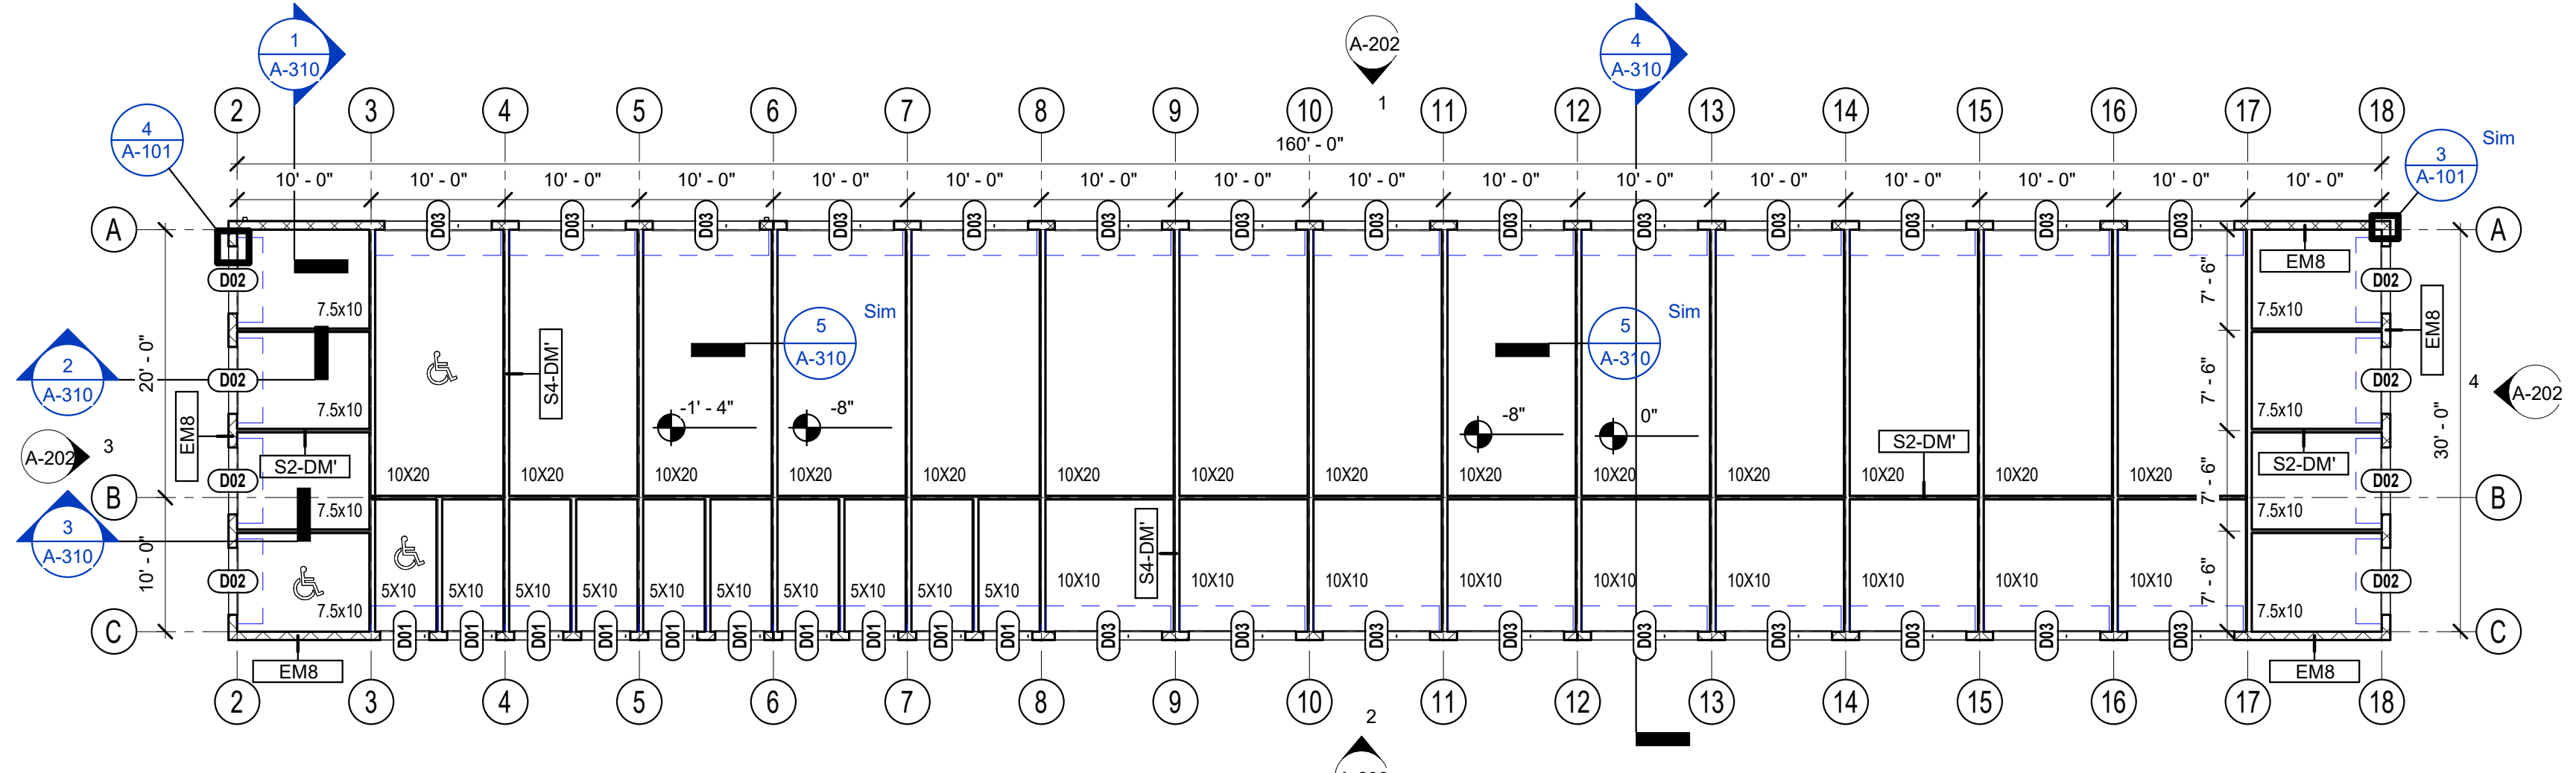 1
A-310
A-202
1
4
A-310
4
A-101
2 3 4 5 6 7 8 9 10 11 12 13 14 15 16 17 18
Sim
3
A-101
160' - 0"
10' - 0" 10' - 0" 10' - 0" 10' - 0" 10' - 0" 10' - 0" 10' - 0" 10' - 0" 10' - 0" 10' - 0" 10' - 0" 10' - 0" 10' - 0" 10' - 0" 10' - 0" 10' - 0"
A D03 D03 D03 D03 D03 D03 D03 D03 D03 D03 D03 D03 D03 D03 A
EM8
D02 D02
7' - 6"
7.5x10 7.5x10
5
A-310
Sim
5
A-310
Sim
EM8
20' - 0"
2
A-310
D02 D02
S4-DM'
7' - 6"
4
A-202
7.5x10 7.5x10
-1' - 4" -8" -8" 0"
EM8
A-202
3
S2-DM'
S2-DM'
S2-DM'
30' - 0"
D02 10X20 10X20 10X20 10X20 10X20 10X20 10X20 10X20 10X20 10X20 10X20 10X20 10X20 10X20 D02
7' - 6"
B B
7.5x10 7.5x10
3
A-310
10' - 0"
S4-DM'
7' - 6"
D02 5X10 5X10 5X10 5X10 5X10 5X10 5X10 5X10 5X10 5X10 10X10 10X10 10X10 10X10 10X10 10X10 10X10 10X10 10X10 D02
7.5x10 7.5x10
C D01 D01 D01 D01 D01 D01 D01 D01 D01 D01 D03 D03 D03 D03 D03 D03 D03 D03 D03 C
EM8 EM8
2 3 4 5 6 7 8 9 10 11 12 13 14 15 16 17 18
2